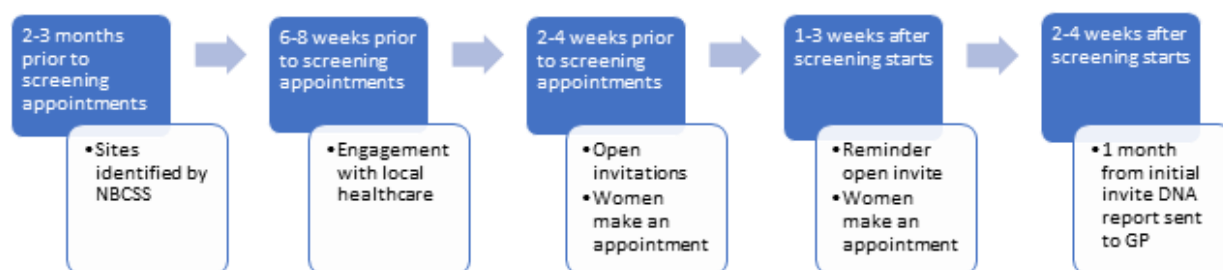 2-3 months
prior to
screening
appointments
•Sites
identified by
NBCSS
6-8 weeks prior
to screening
appointments
•Engagement
with local
healthcare
2-4 weeks prior
to screening
appointments
•Open
invitations
•Women
make an
appointment
1-3 weeks after
screening starts
•Reminder
open invite
•Women
make an
appointment
2-4 weeks after
screening starts
•1 month
from initial
invite DNA
report sent
to GP